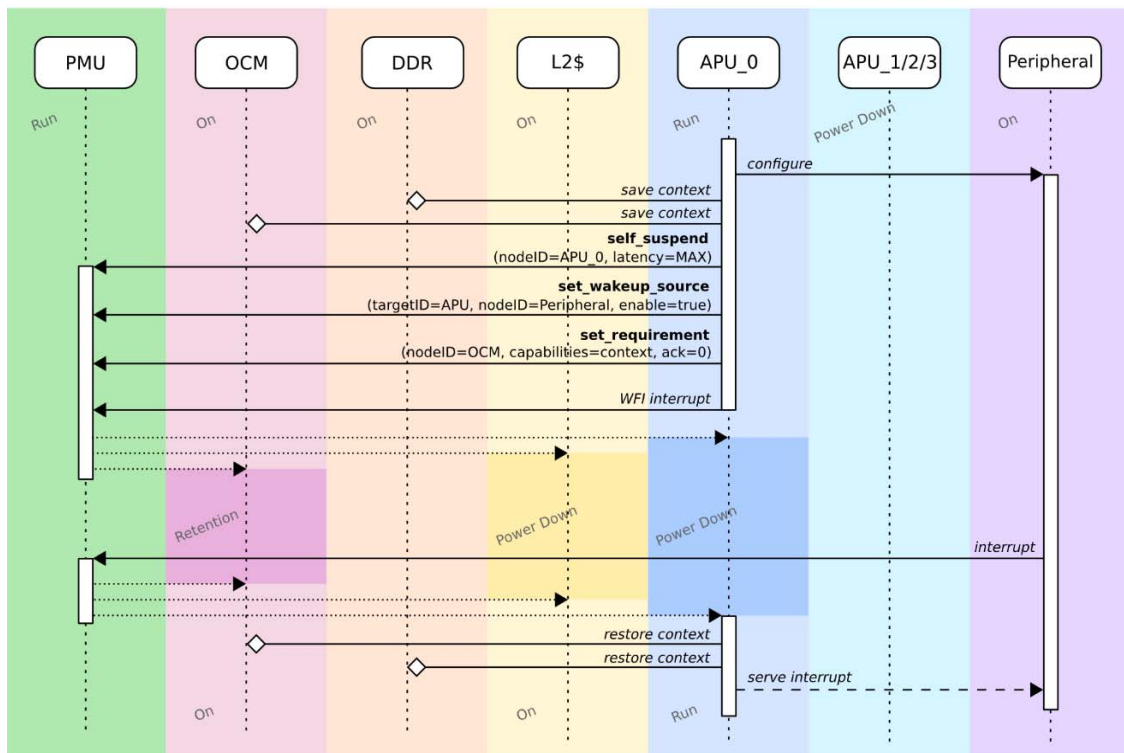 PMU
OCM
DDR
L2$
APU_0
APU_1/2/3
Peripheral
Run
On
On
On
Run
Power Down
On
configure
save context
save context
self_suspend
(nodeID=APU_0, latency=MAX)
set_wakeup_source
(targetID=APU, nodeID=Peripheral, enable=true)
set_requirement
(nodeID=OCM, capabilities=context, ack=0)
WFI interrupt
Retention
Power Down
Power Down
interrupt
restore context
restore context
serve interrupt
On
On
Run